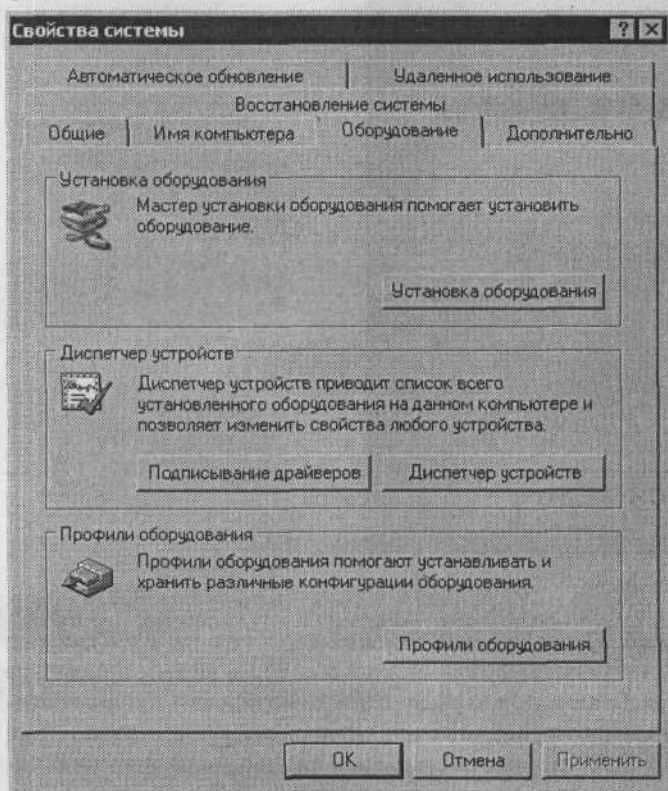 Свойства системы
Автоматическое обновление
Удаленное использование
Восстановление системы
Общие
Имя компьютера
Оборудование
Дополнительно
Установка оборудования
Мастер установки оборудования помогает установить
оборудование.
Установка оборудования
Диспетчер устройств
Диспетчер устройств приводит список всего
установленного оборудования на данном компьютере и
позволяет изменить свойства любого устройства.
Подписывание драйверов
Диспетчер устройств
Профили оборудования
Профили оборудования помогают устанавливать и
хранить различные конфигурации оборудования.
Профили оборудования
OK
Отмена
Применить